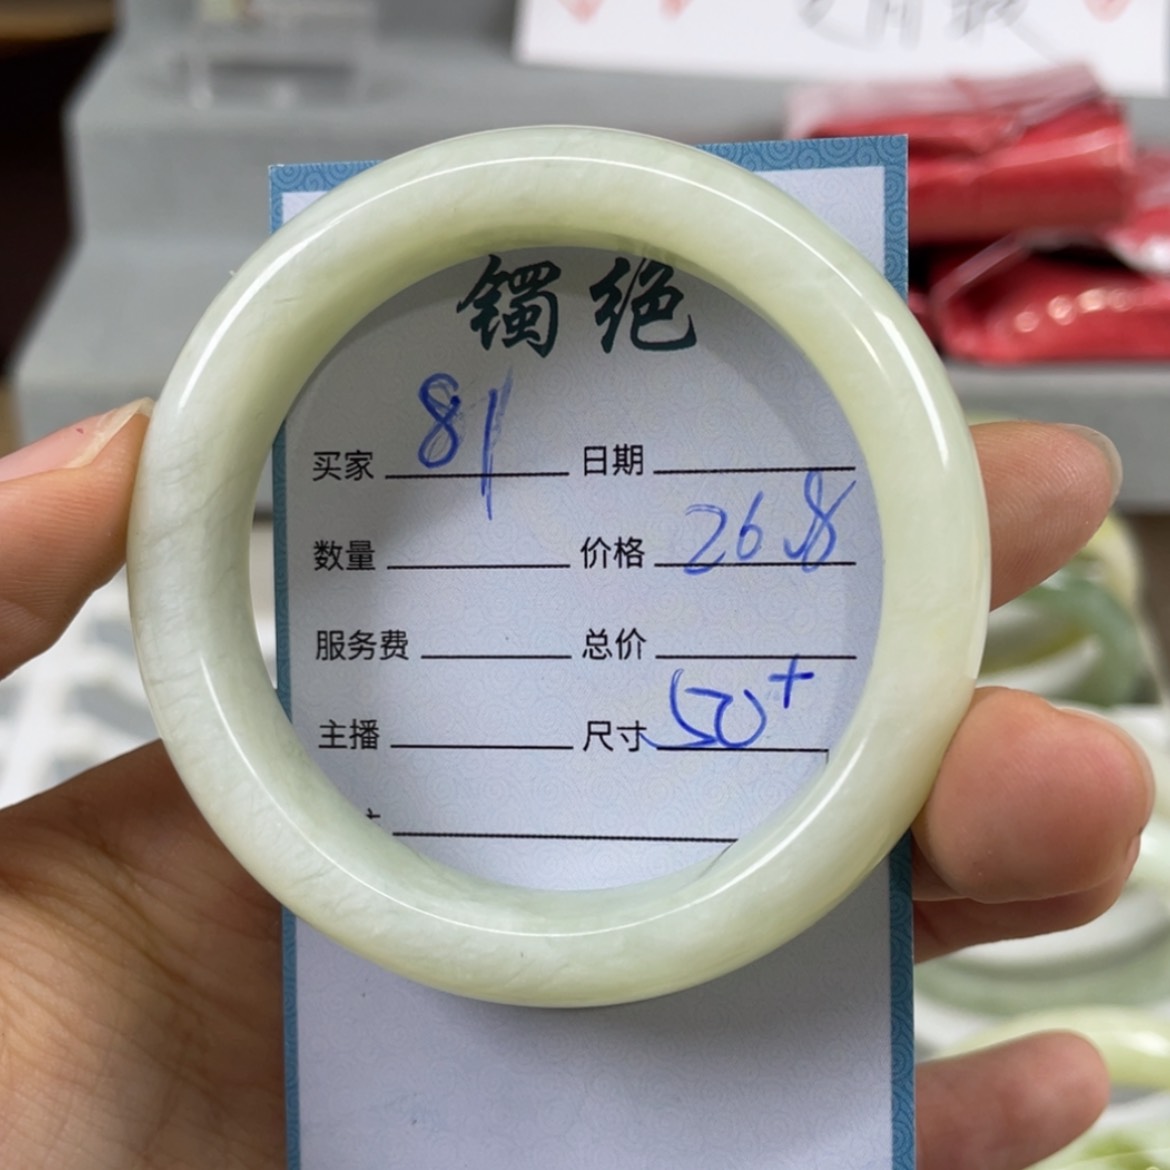 镯绝
买家 81 日期
数量 价格 268
服务费 总价
主播 尺寸 50+